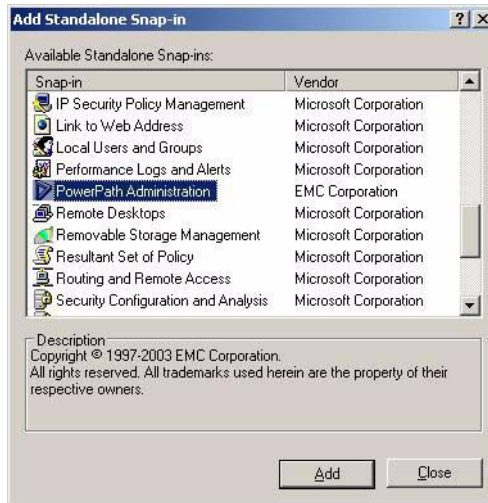 Add Standalone Snap-in
Available Standalone Snap-ins:
Snap-in Vendor
IP Security Policy Management Microsoft Corporation
Link to Web Address Microsoft Corporation
Local Users and Groups Microsoft Corporation
Performance Logs and Alerts Microsoft Corporation
PowerPath Administration EMC Corporation
Remote Desktops Microsoft Corporation
Removable Storage Management Microsoft Corporation
Resultant Set of Policy Microsoft Corporation
Routing and Remote Access Microsoft Corporation
Security Configuration and Analysis Microsoft Corporation
Description
Copyright © 1997-2003 EMC Corporation.
All rights reserved. All trademarks used herein are the property of their
respective owners.
Add Close